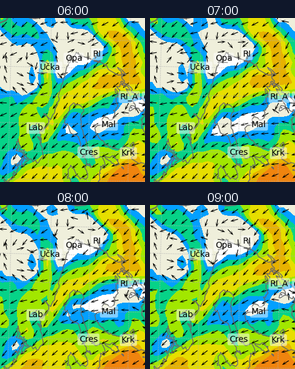 06:00 07:00
Opa RI Opa RI
Učka Učka
RI_A RI_A
Lab Mal Lab Mal
Cres Krk Cres Krk
08:00 09:00
Opa RI Opa RI
Učka Učka
RI_A RI_A
Lab Mal Lab Mal
Cres Krk Cres Krk